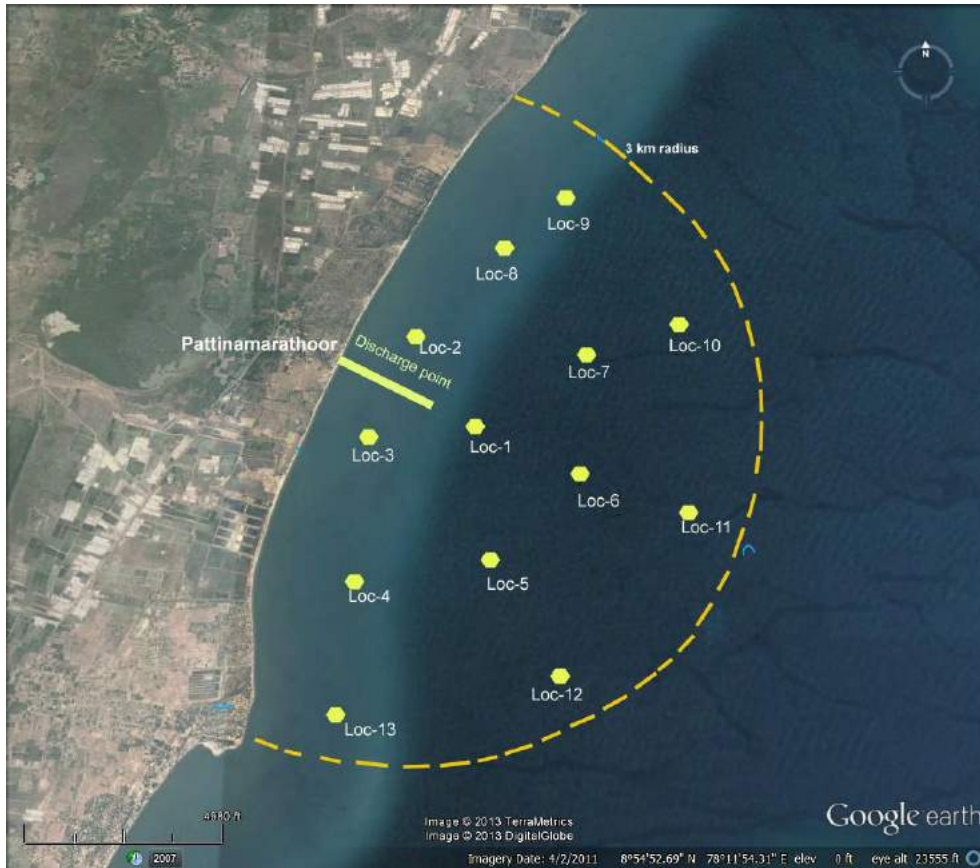 N
3 km radius
Loc-9
Loc-8
Loc-10
Pattinamarathoor
Discharge point
Loc-2
Loc-7
Loc-3
Loc-1
Loc-6
Loc-11
Loc-5
Loc-4
Loc-12
Loc-13
Google earth
4680 ft
Image © 2013 TerraMetrics
Image © 2013 DigitalGlobe
2007
Imagery Date: 4/2/2011 8°54'52.69" N 78°11'54.31" E elev 0 ft eye alt 23555 ft